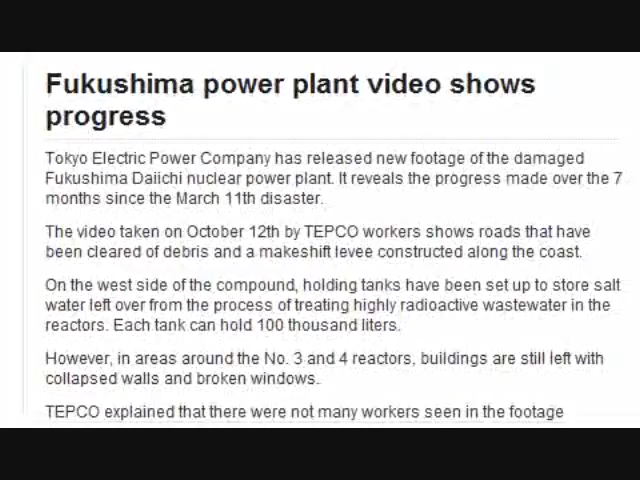 Fukushima power plant video shows
progress
Tokyo Electric Power Company has released new footage of the damaged
Fukushima Daiichi nuclear power plant. It reveals the progress made over the 7
months since the March 11th disaster.
The video taken on October 12th by TEPCO workers shows roads that have
been cleared of debris and a makeshift levee constructed along the coast.
On the west side of the compound, holding tanks have been set up to store salt
water left over from the process of treating highly radioactive wastewater in the
reactors. Each tank can hold 100 thousand liters.
However, in areas around the No. 3 and 4 reactors, buildings are still left with
collapsed walls and broken windows.
TEPCO explained that there were not many workers seen in the footage